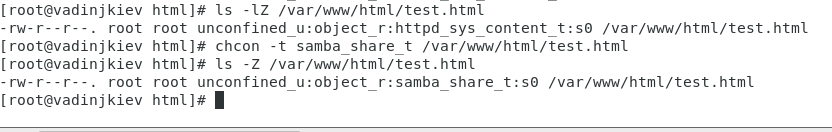 [root@vadinjkiev html]# ls -lZ /var/www/html/test.html
-rw-r--r--. root root unconfined_u:object_r:httpd_sys_content_t:s0 /var/www/html/test.html
[root@vadinjkiev html]# chcon -t samba_share_t /var/www/html/test.html
[root@vadinjkiev html]# ls -Z /var/www/html/test.html
-rw-r--r--. root root unconfined_u:object_r:samba_share_t:s0 /var/www/html/test.html
[root@vadinjkiev html]#